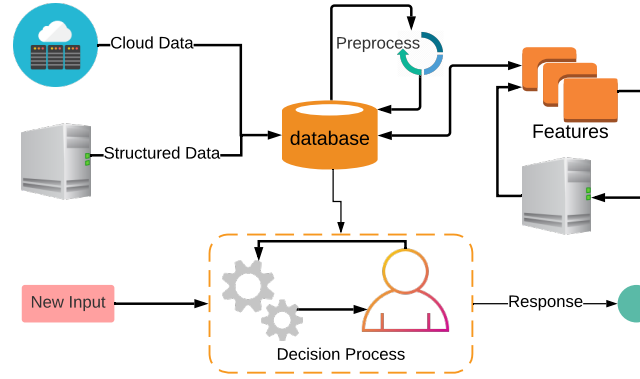 Cloud Data
Preprocess
Structured Data
database
Features
New Input
Response
Decision Process